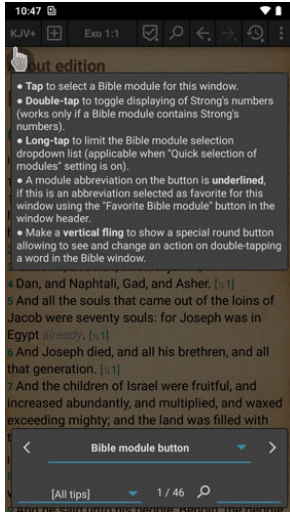 10:47
KJV+ Exo 1:1
out edition
● Tap to select a Bible module for this window.
● Double-tap to toggle displaying of Strong's numbers
(works only if a Bible module contains Strong's
numbers).
● Long-tap to limit the Bible module selection
dropdown list (applicable when "Quick selection of
modules" setting is on).
● A module abbreviation on the button is underlined,
if this is an abbreviation selected as favorite for this
window using the "Favorite Bible module" button in the
window header.
● Make a vertical fling to show a special round button
allowing to see and change an action on double-tapping
a word in the Bible window.
4 Dan, and Naphtali, Gad, and Asher. [⇅1]
5 And all the souls that came out of the loins of
Jacob were seventy souls: for Joseph was in
Egypt already. [⇅1]
6 And Joseph died, and all his brethren, and all
that generation. [⇅1]
7 And the children of Israel were fruitful, and
increased abundantly, and multiplied, and waxed
exceeding mighty; and the land was filled with
< Bible module button >
[All tips] 1 / 46
And he said unto his people, Behold, the people